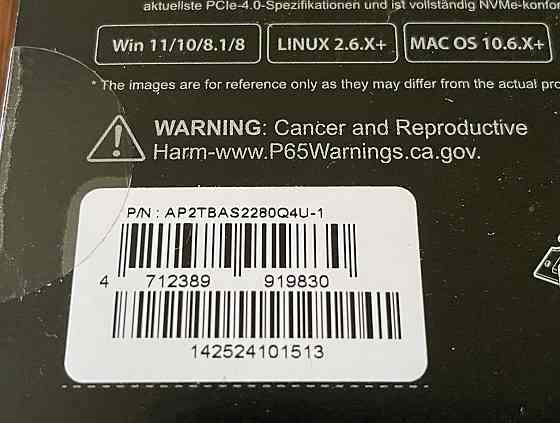 aktuellste PCIe-4.0-Spezifikationen und ist vollständig NVMe-konfor
Win 11/10/8.1/8 LINUX 2.6.X+ MAC OS 10.6.X+
* The images are for reference only as they may differ from the actual pro
WARNING: Cancer and Reproductive
Harm-www.P65Warnings.ca.gov.
P/N : AP2TBAS2280Q4U-1
4 712389 919830
142524101513